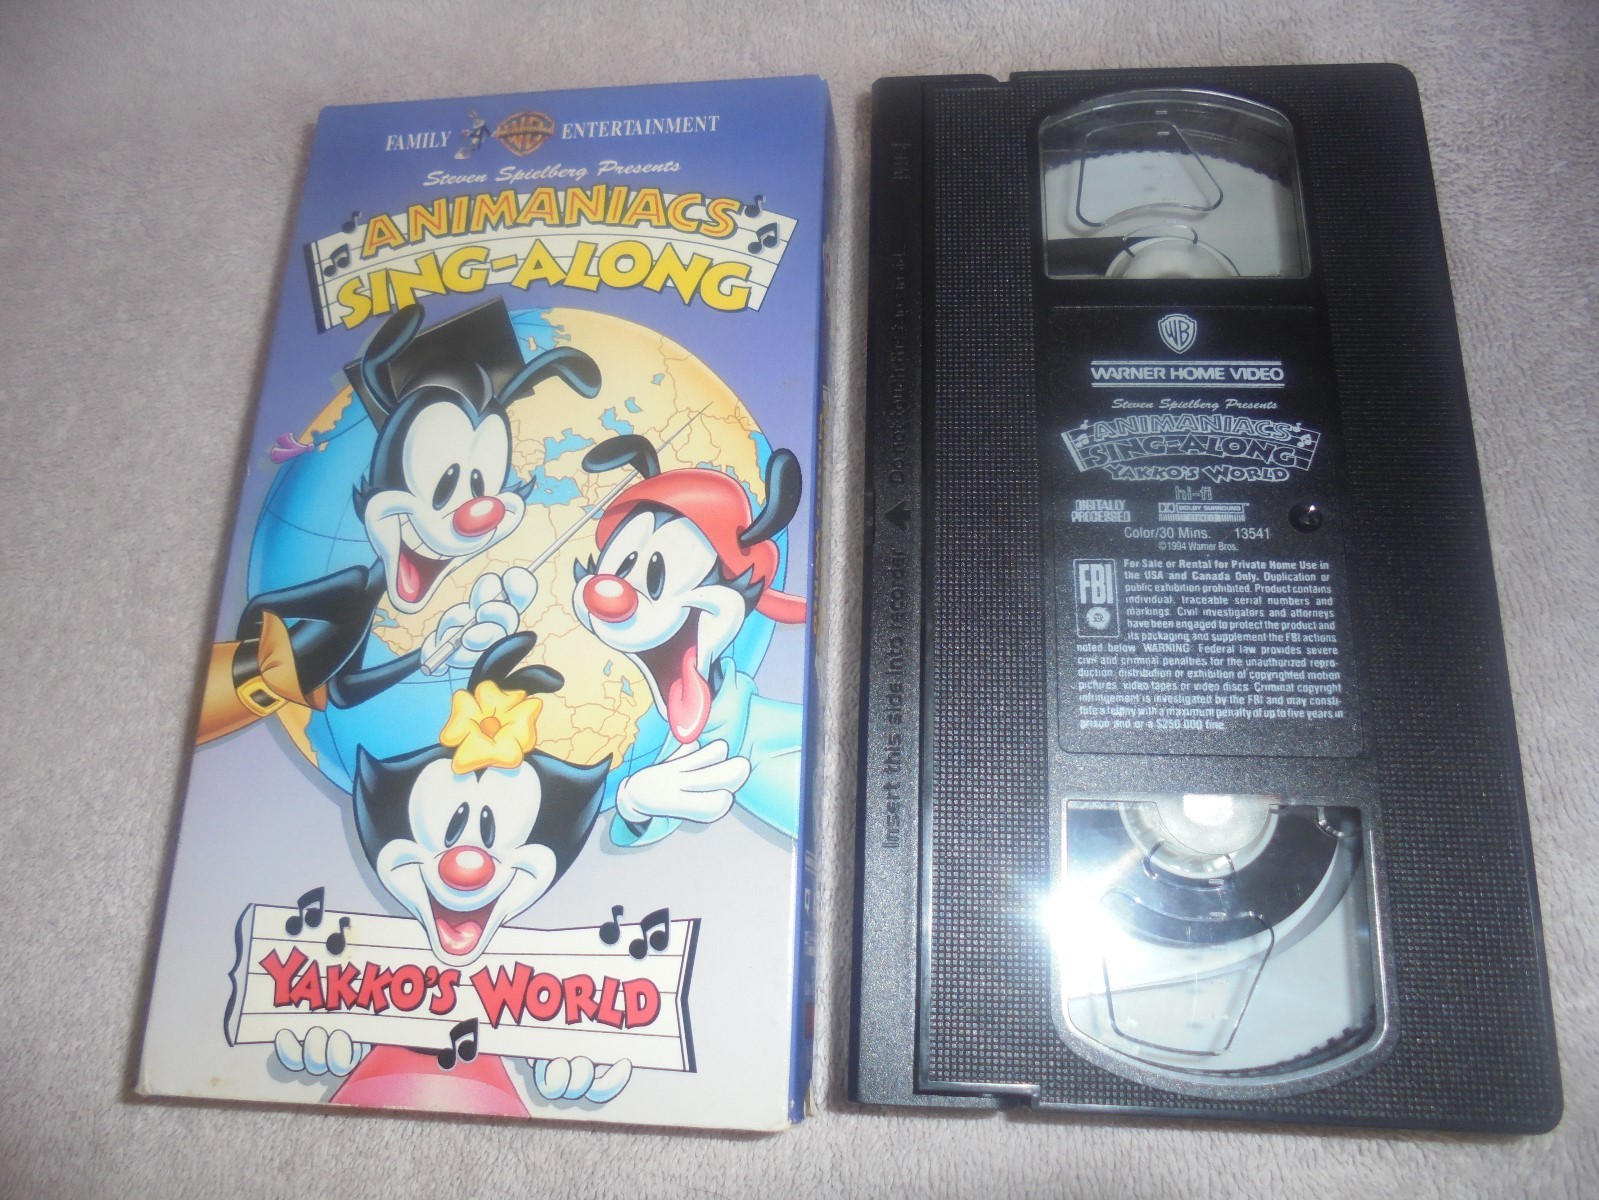 FAMILY WB ENTERTAINMENT
Steven Spielberg Presents
ANIMANIACS
SING-ALONG
YAKKO'S WORLD
Insert this side into recorder ▲ Do not
WB
WARNER HOME VIDEO
Steven Spielberg Presents
ANIMANIACS
SING-ALONG
YAKKO'S WORLD
hi-fi
DIGITALLY
PROCESSED
DOLBY SURROUND
Color/30 Mins. 13541
©1994 Warner Bros.
FBI
For Sale or Rental for Private Home Use in
the USA and Canada Only. Duplication or
public exhibition prohibited. Product contains
individual, traceable serial numbers and
markings. Civil investigators and attorneys
have been engaged to protect the product and
its packaging and supplement the FBI actions
noted below WARNING: Federal law provides severe
civil and criminal penalties for the unauthorized repro-
duction, distribution or exhibition of copyrighted motion
pictures, video tapes or video discs. Criminal copyright
infringement is investigated by the FBI and may consti-
tute a felony with a maximum penalty of up to five years in
prison and or a $250,000 fine.